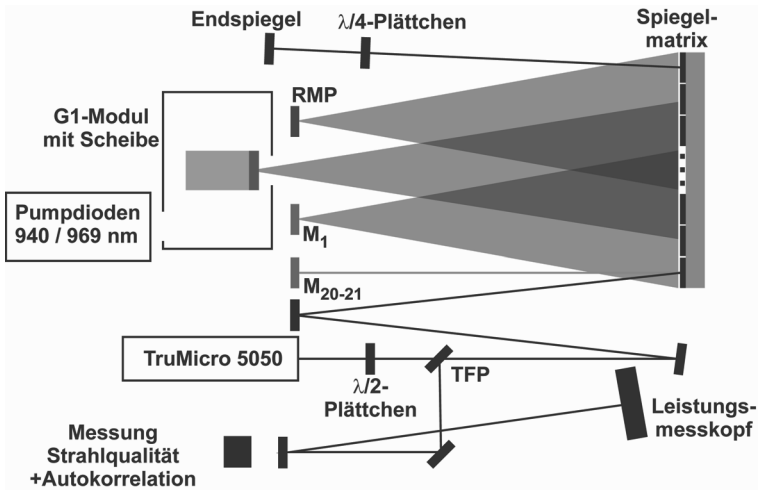 Endspiegel
λ/4-Plättchen
Spiegel-
matrix
RMP
G1-Modul
mit Scheibe
Pumpdioden
940 / 969 nm
M1
M20-21
TruMicro 5050
λ/2-
Plättchen
TFP
Leistungs-
messkopf
Messung
Strahlqualität
+Autokorrelation